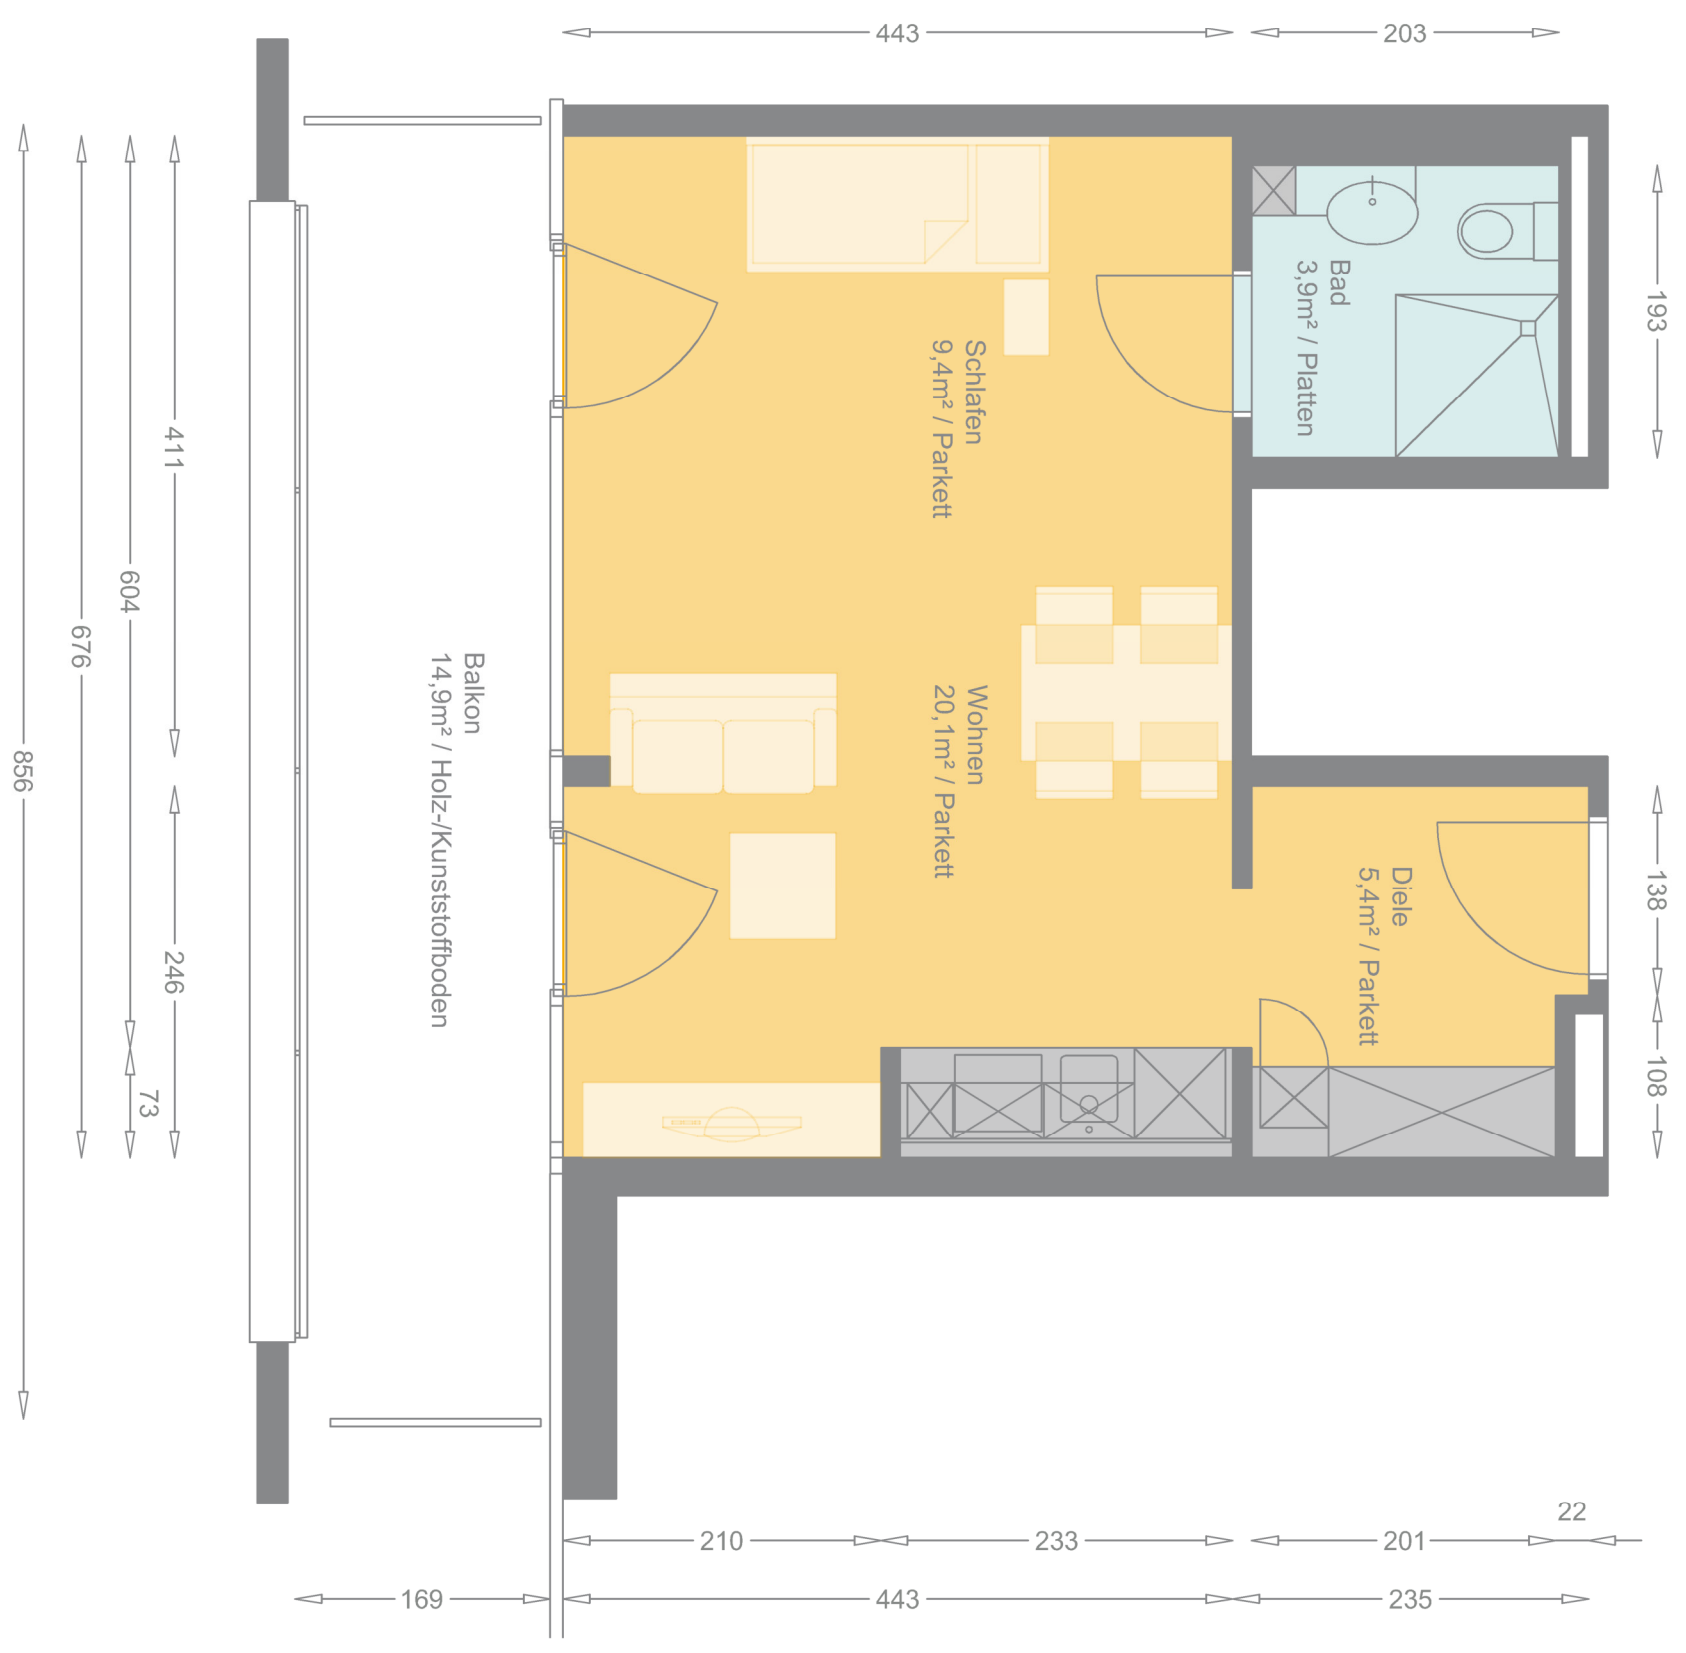 443
203
Bad
3,9m² / Platten
193
Schlafen
9,4m² / Parkett
411
604
676
856
Balkon
14,9m² / Holz-/Kunststoffboden
Wohnen
20,1m² / Parkett
Diele
5,4m² / Parkett
138
246
108
73
22
210
233
201
169
443
235